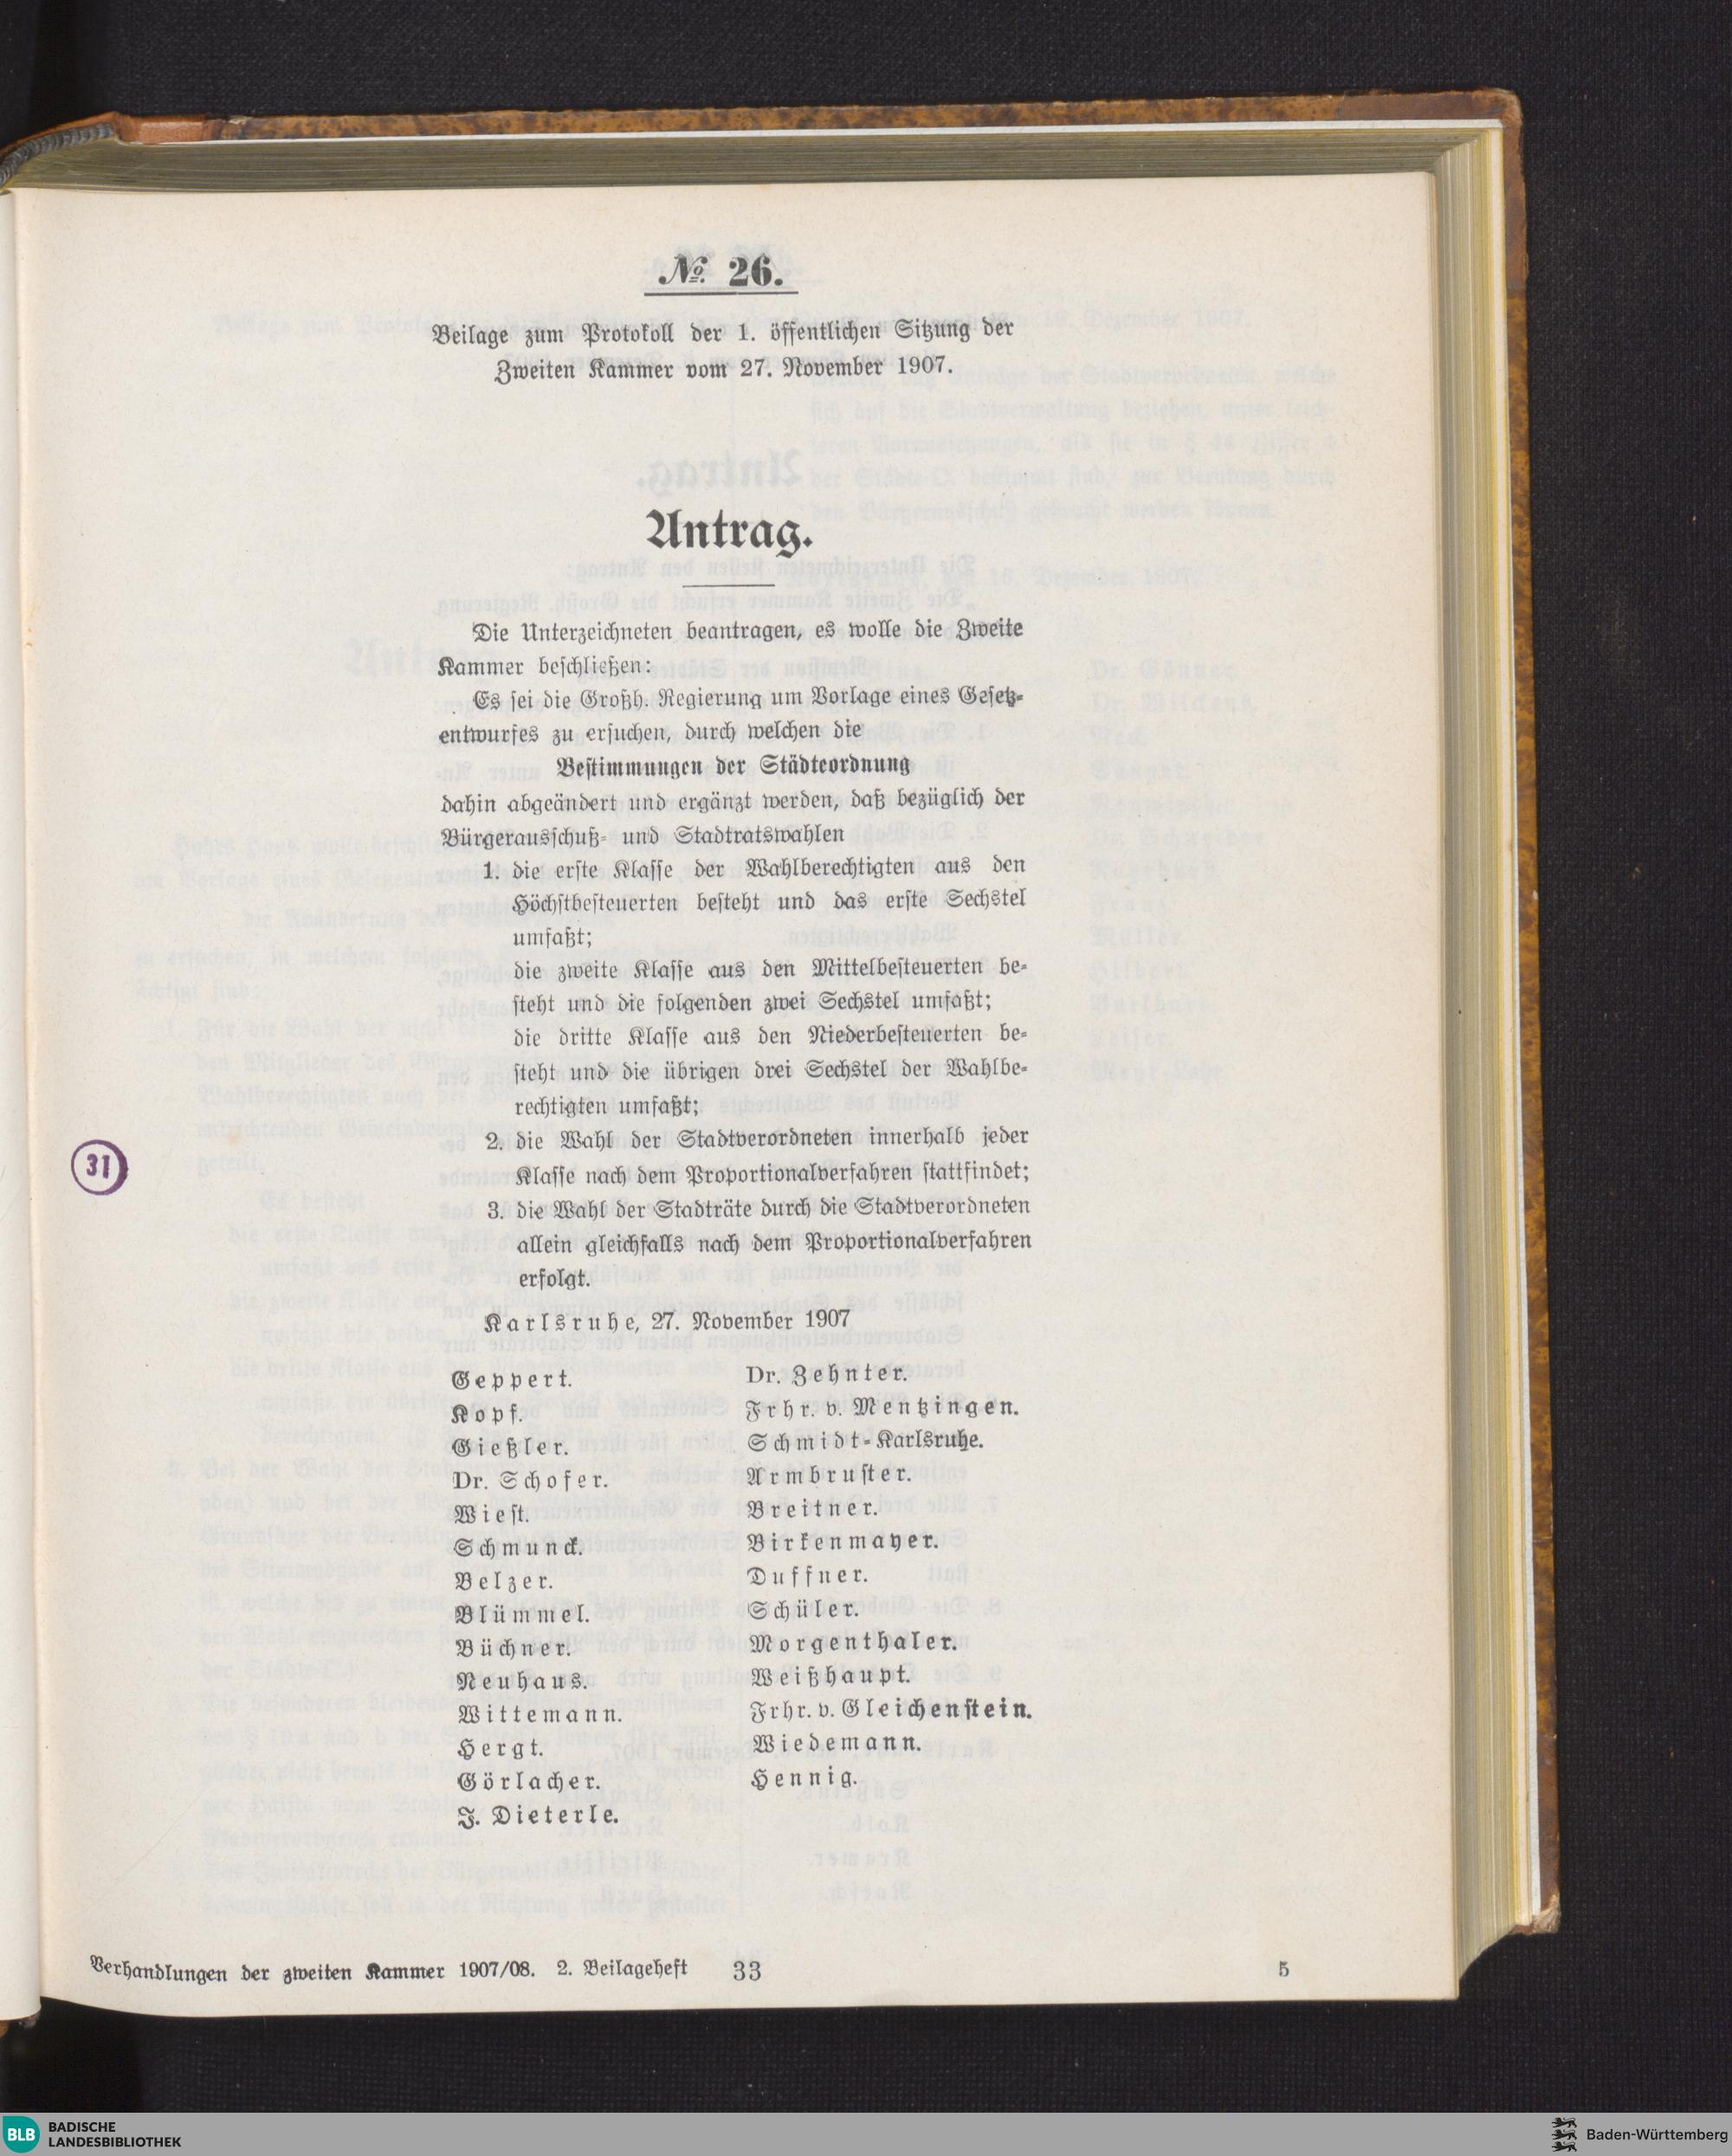 № 26.
Beilage zum Protokoll der 1. öffentlichen Sitzung der
Zweiten Kammer vom 27. November 1907.
Antrag.
Die Unterzeichneten beantragen, es wolle die Zweite
Kammer beschließen:
Es sei die Großh. Regierung um Vorlage eines Gesetz-
entwurfes zu ersuchen, durch welchen die
Bestimmungen der Städteordnung
dahin abgeändert und ergänzt werden, daß bezüglich der
Bürgerausschuß- und Stadtratswahlen
1. die erste Klasse der Wahlberechtigten aus den
Höchstbesteuerten besteht und das erste Sechstel
umfaßt;
die zweite Klasse aus den Mittelbesteuerten be-
steht und die folgenden zwei Sechstel umfaßt;
die dritte Klasse aus den Niederbesteuerten be-
steht und die übrigen drei Sechstel der Wahlbe-
rechtigten umfaßt;
2. die Wahl der Stadtverordneten innerhalb jeder
Klasse nach dem Proportionalverfahren stattfindet;
3. die Wahl der Stadträte durch die Stadtverordneten
allein gleichfalls nach dem Proportionalverfahren
erfolgt.
31
Karlsruhe, 27. November 1907
Geppert.
Kopf.
Gießler.
Dr. Schofer.
Wiest.
Schmunck.
Belzer.
Blümmel.
Büchner.
Neuhaus.
Wittemann.
Hergt.
Görlacher.
J. Dieterle.
Dr. Zehnter.
Frhr. v. Mentzingen.
Schmidt-Karlsruhe.
Armbruster.
Breitner.
Birkenmayer.
Duffner.
Schüler.
Morgenthaler.
Weißhaupt.
Frhr. v. Gleichenstein.
Wiedemann.
Hennig.
Verhandlungen der zweiten Kammer 1907/08. 2. Beilageheft 33 5
BLB BADISCHE
LANDESBIBLIOTHEK
Baden-Württemberg